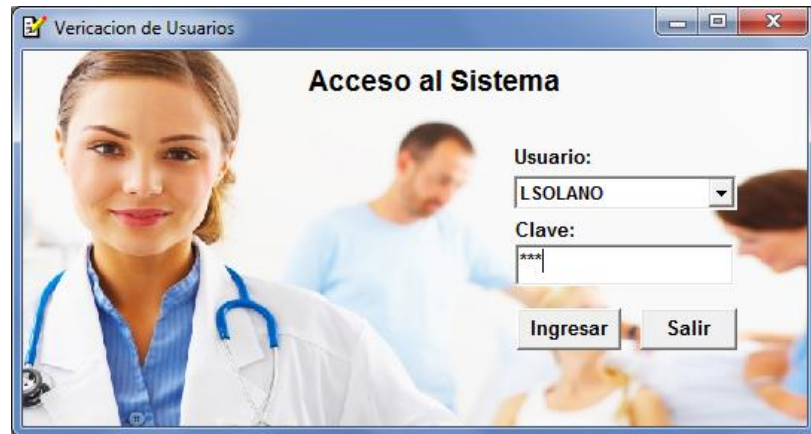 Vericacion de Usuarios
Acceso al Sistema
Usuario:
LSOLANO
Clave:
***
Ingresar Salir